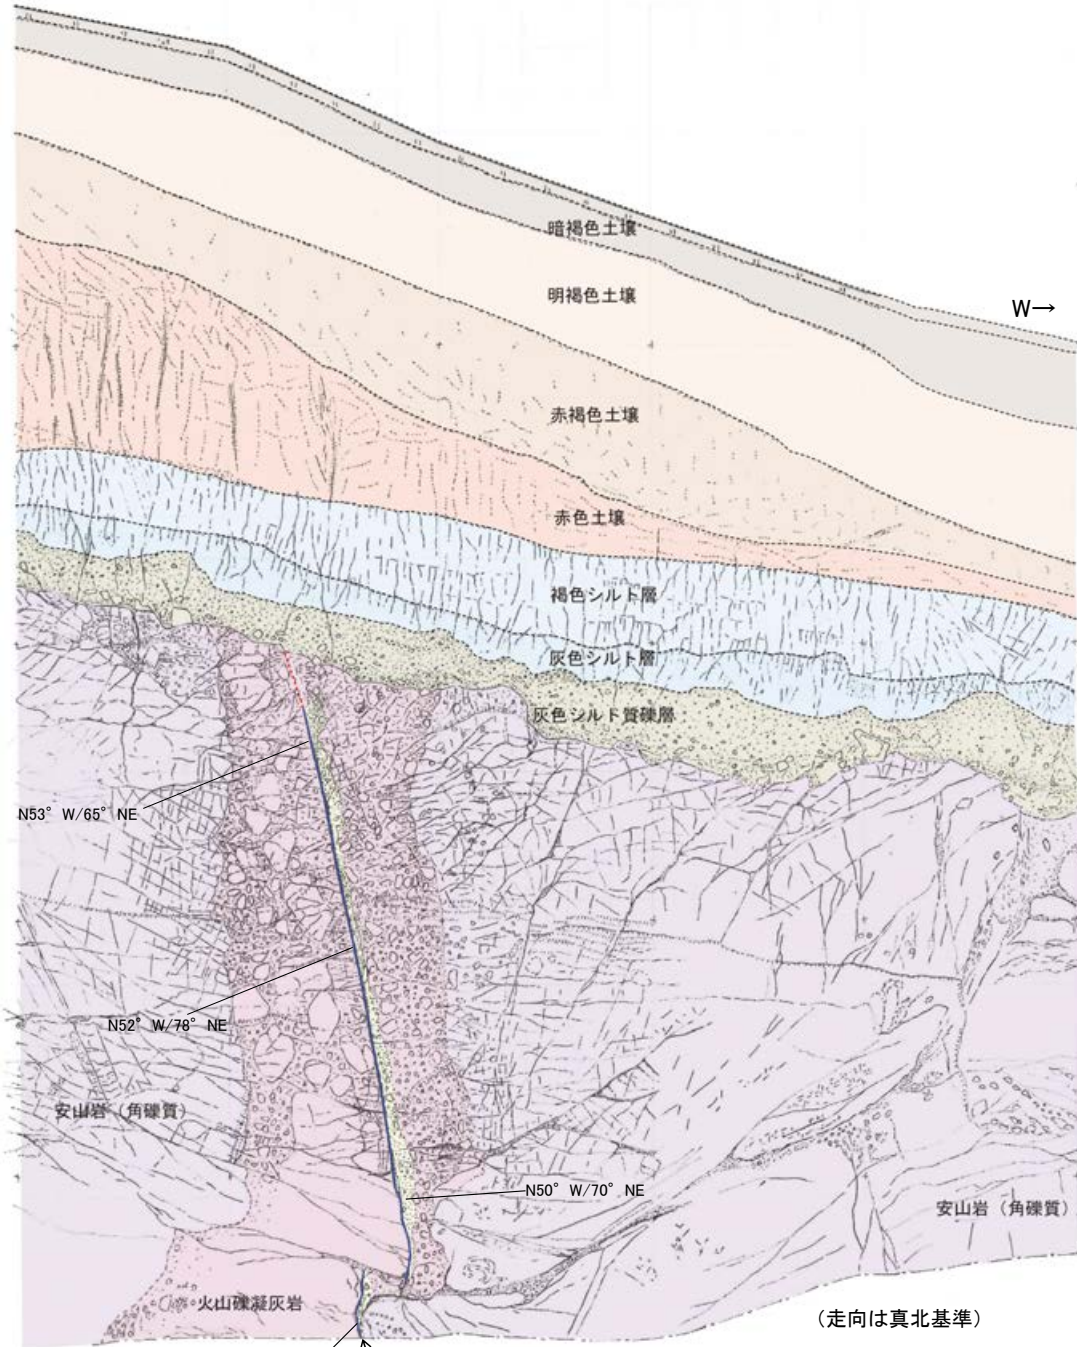 暗褐色土壌
明褐色土壌
W→
赤褐色土壌
赤色土壌
褐色シルト層
灰色シルト層
灰色シルト質礫層
N53°W/65°NE
N52°W/78°NE
安山岩（角礫質）
N50°W/70°NE
安山岩（角礫質）
火山礫凝灰岩
（走向は真北基準）